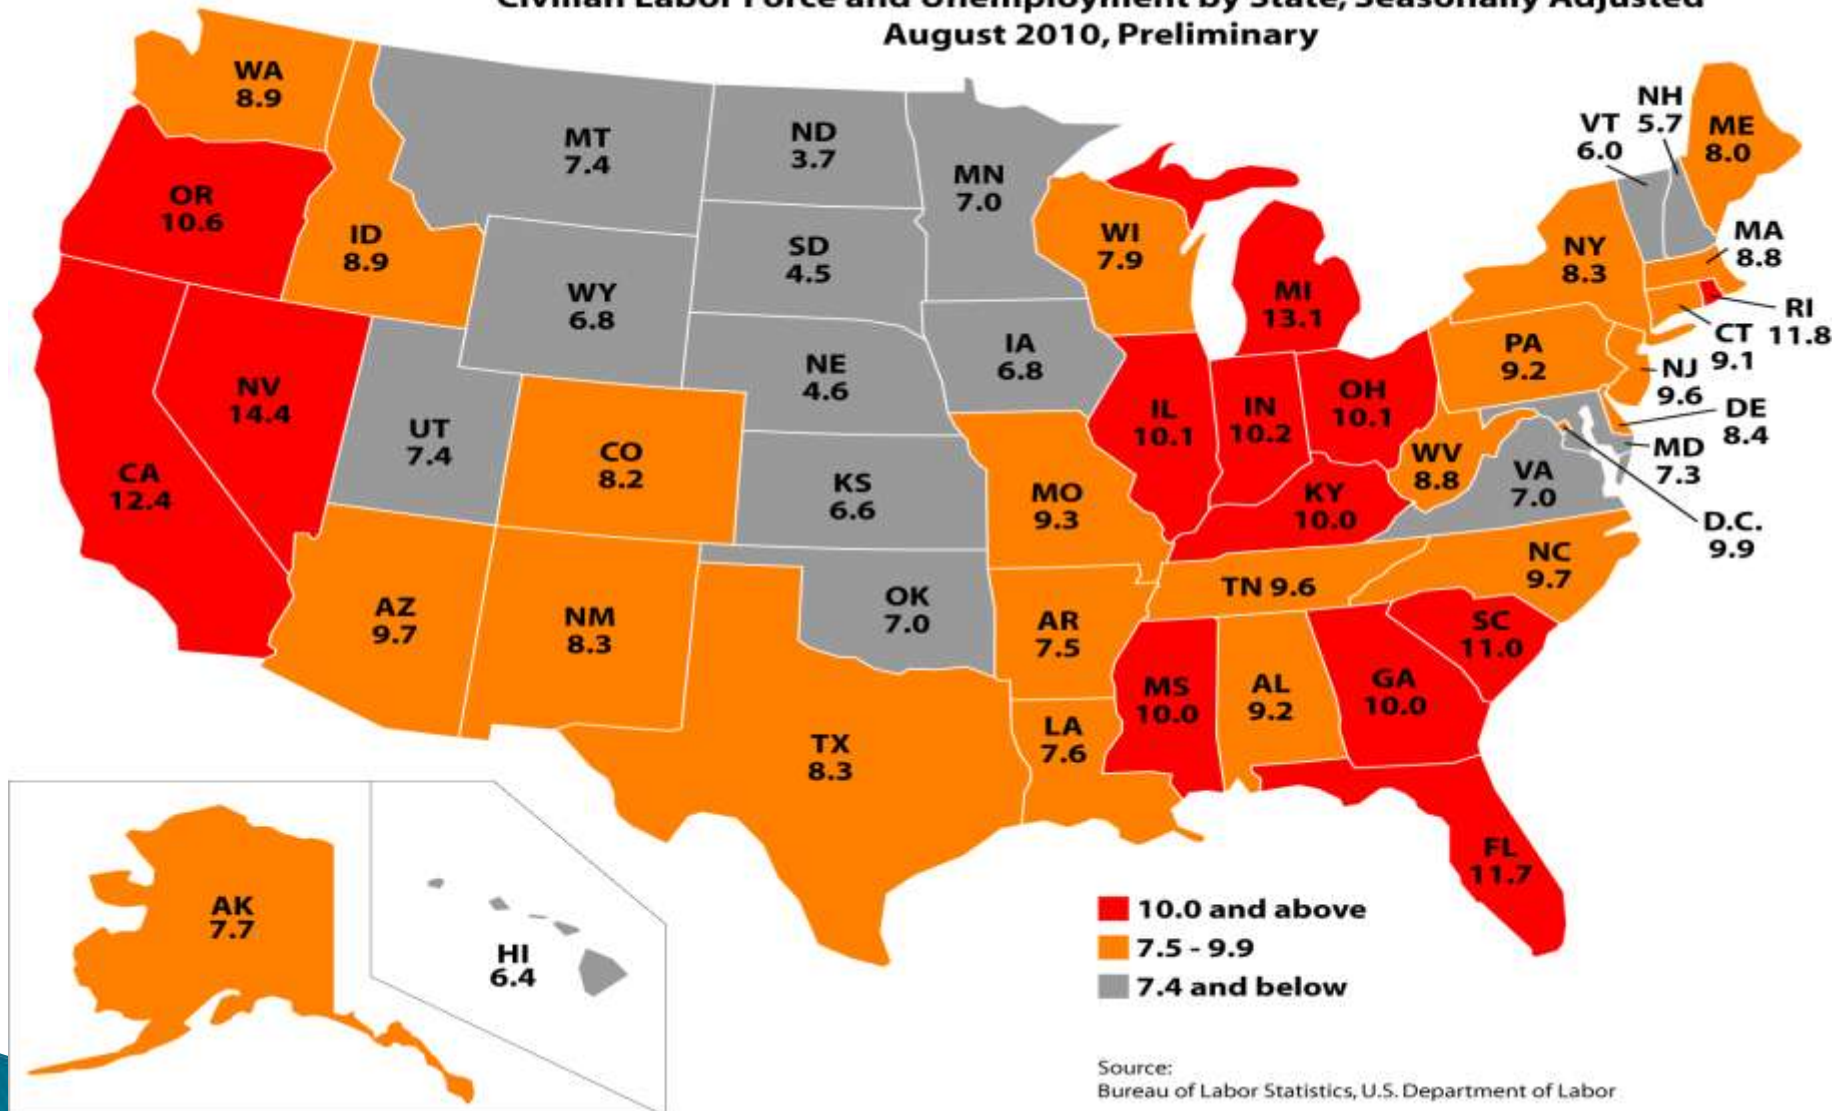 Civilian Labor Force and Unemployment by State, Seasonally Adjusted
August 2010, Preliminary
WA
8.9
OR
10.6
ID
8.9
MT
7.4
ND
3.7
MN
7.0
SD
4.5
WY
6.8
WI
7.9
MI
13.1
VT
6.0
NH
5.7
ME
8.0
NY
8.3
MA
8.8
RI
11.8
CT
9.1
PA
9.2
NJ
9.6
DE
8.4
MD
7.3
D.C.
9.9
NV
14.4
CA
12.4
UT
7.4
CO
8.2
NE
4.6
IA
6.8
KS
6.6
MO
9.3
IL
10.1
IN
10.2
OH
10.1
KY
10.0
WV
8.8
VA
7.0
NC
9.7
TN 9.6
AZ
9.7
NM
8.3
OK
7.0
AR
7.5
SC
11.0
MS
10.0
AL
9.2
GA
10.0
LA
7.6
TX
8.3
FL
11.7
AK
7.7
HI
6.4
10.0 and above
7.5 - 9.9
7.4 and below
Source:
Bureau of Labor Statistics, U.S. Department of Labor